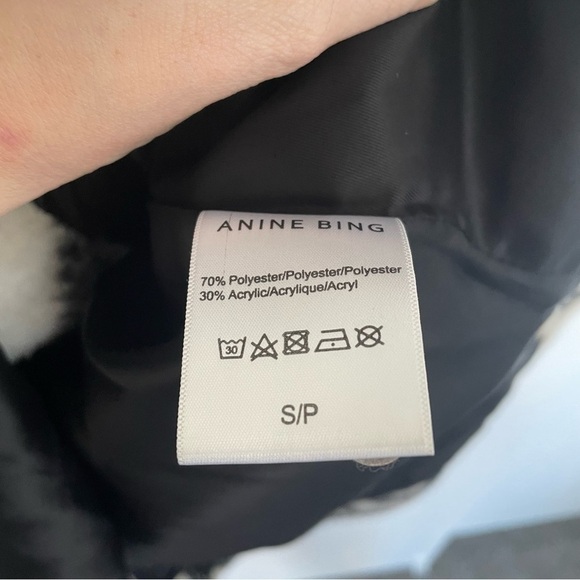 ANINE BING
70% Polyester/Polyester/Polyester
30% Acrylic/Acrylique/Acryl
30
S/P